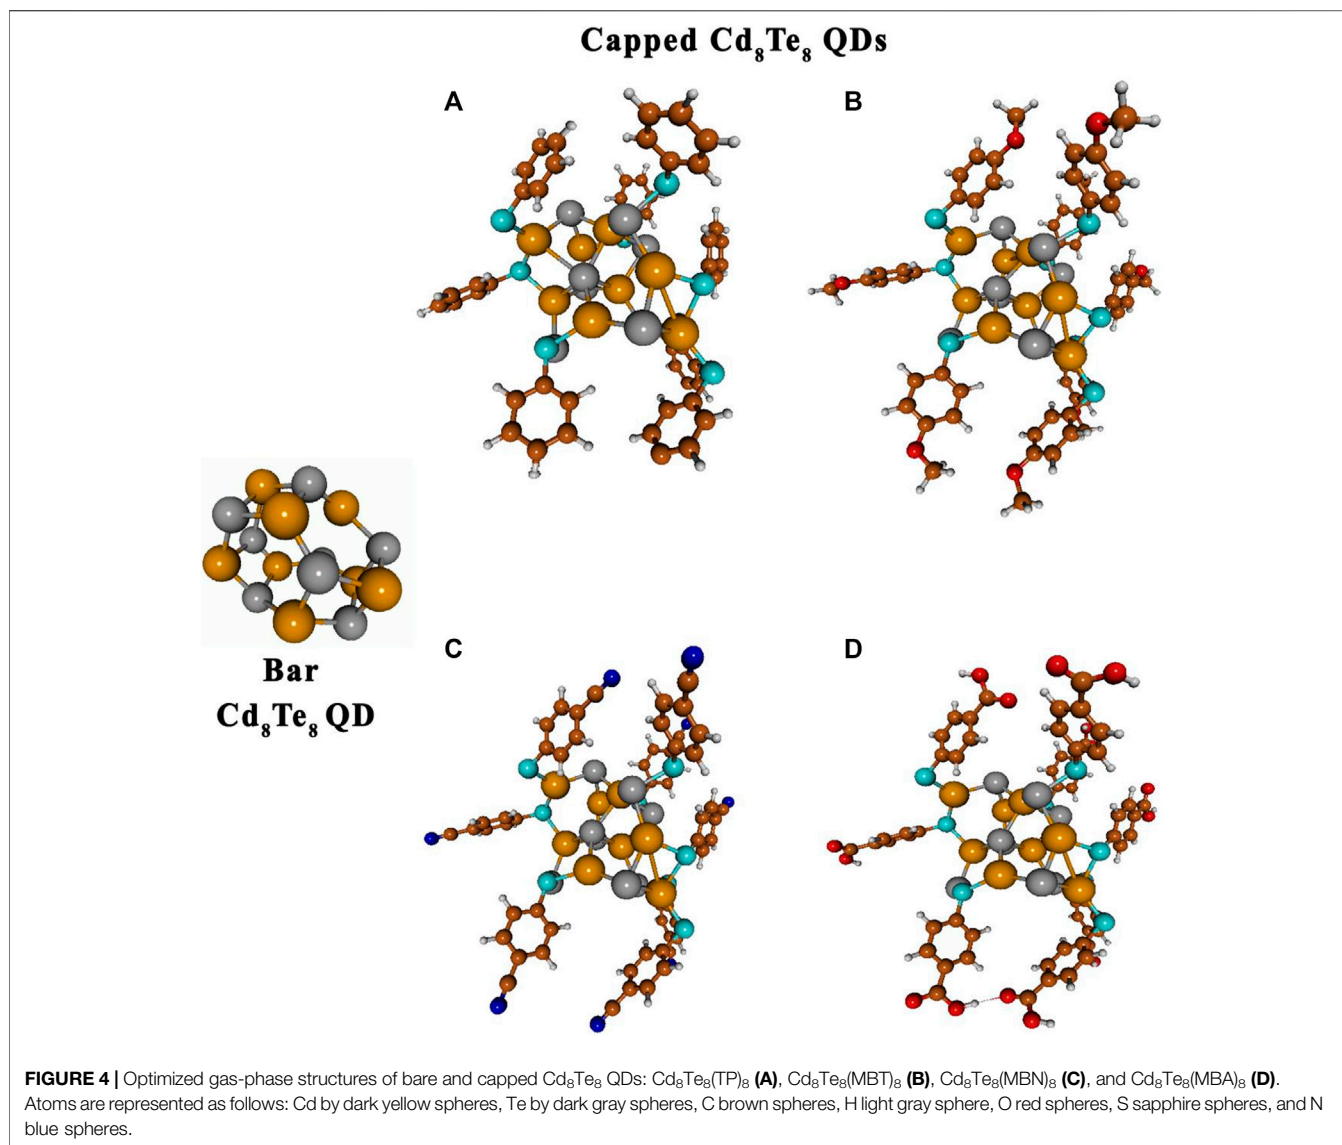 Capped Cd₈Te₈ QDs
A
B
Bar
Cd₈Te₈ QD
C
D
FIGURE 4 | Optimized gas-phase structures of bare and capped Cd₈Te₈ QDs: Cd₈Te₈(TP)₈ (A), Cd₈Te₈(MBT)₈ (B), Cd₈Te₈(MBN)₈ (C), and Cd₈Te₈(MBA)₈ (D).
Atoms are represented as follows: Cd by dark yellow spheres, Te by dark gray spheres, C brown spheres, H light gray sphere, O red spheres, S sapphire spheres, and N
blue spheres.